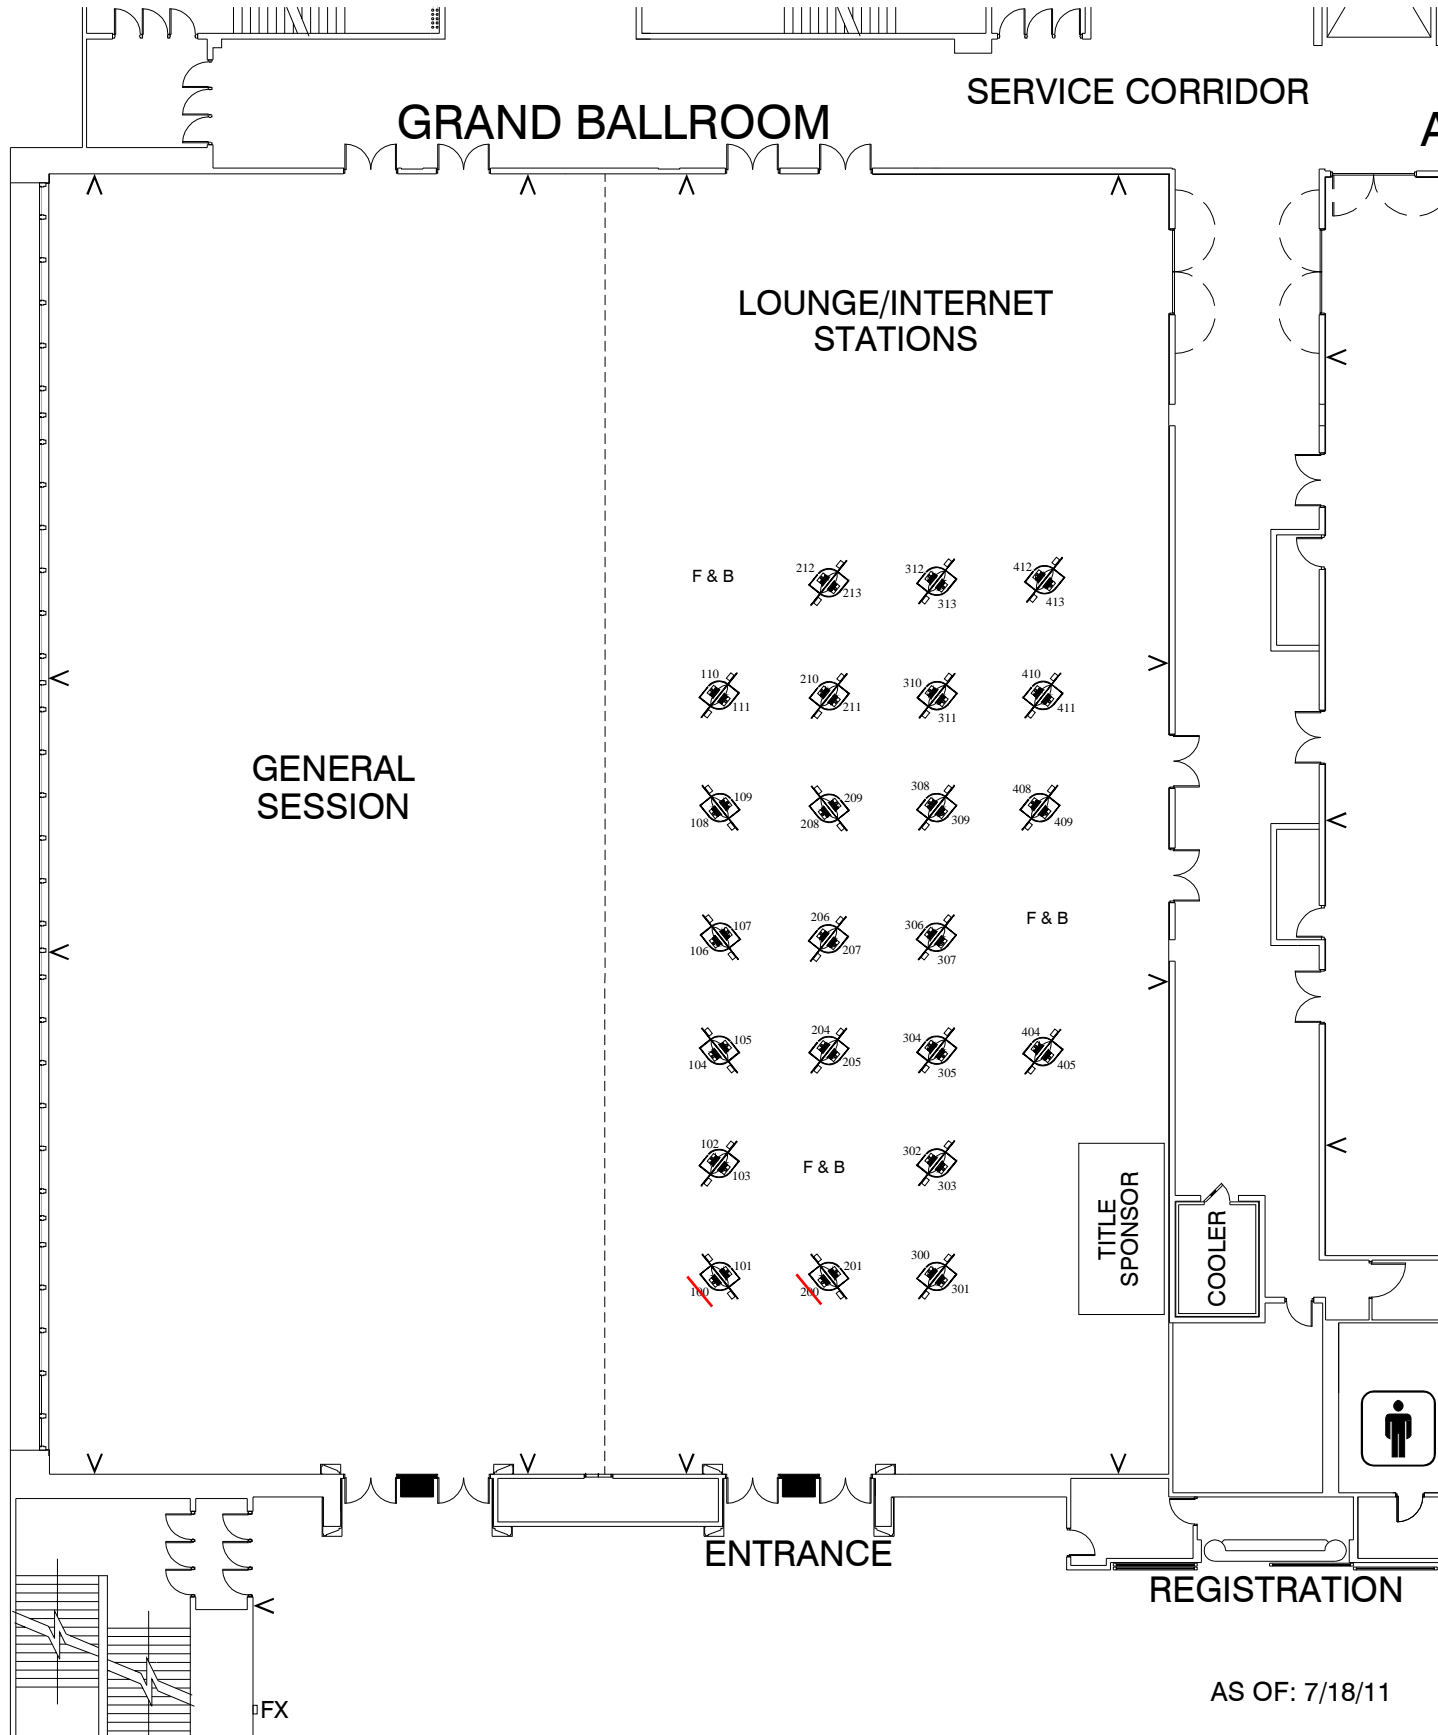 SERVICE CORRIDOR
GRAND BALLROOM
A
LOUNGE/INTERNET
STATIONS
F & B
212
213
312
313
412
413
110
111
210
211
310
311
410
411
GENERAL
SESSION
109
108
209
208
308
309
408
409
107
106
206
207
306
307
F & B
105
104
204
205
304
305
404
405
102
103
F & B
302
303
TITLE
SPONSOR
COOLER
101
100
201
200
300
301
ENTRANCE
REGISTRATION
AS OF: 7/18/11
FX